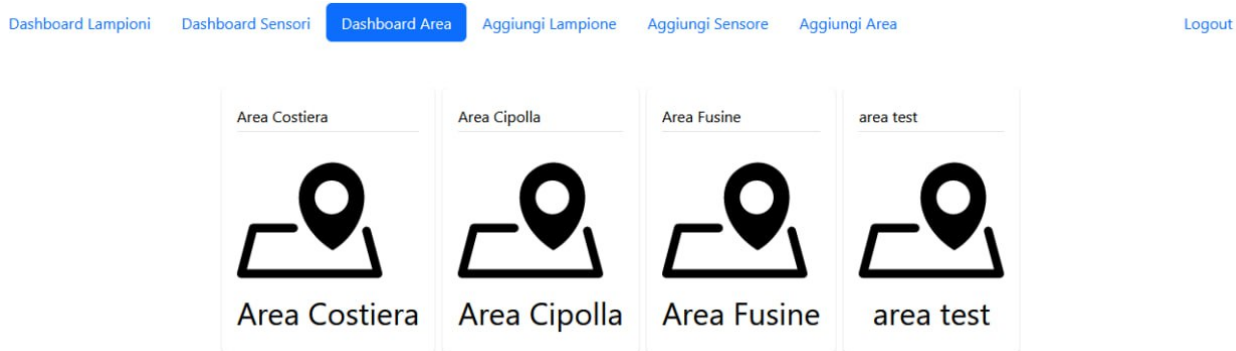 Dashboard Lampioni Dashboard Sensori Dashboard Area Aggiungi Lampione Aggiungi Sensore Aggiungi Area Logout
Area Costiera Area Cipolla Area Fusine area test
Area Costiera Area Cipolla Area Fusine area test